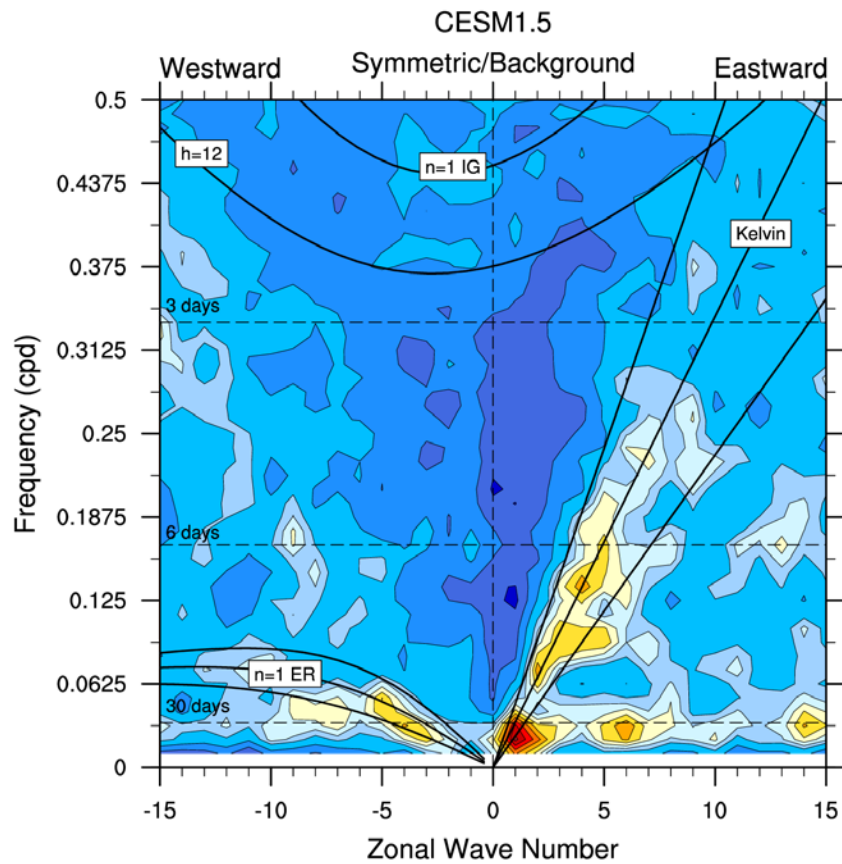 CESM1.5
Westward Symmetric/Background Eastward
0.5
h=12
n=1 IG
0.4375
Kelvin
0.375
3 days
0.3125
Frequency (cpd)
0.25
0.1875
6 days
0.125
n=1 ER
0.0625
30 days
0
-15 -10 -5 0 5 10 15
Zonal Wave Number